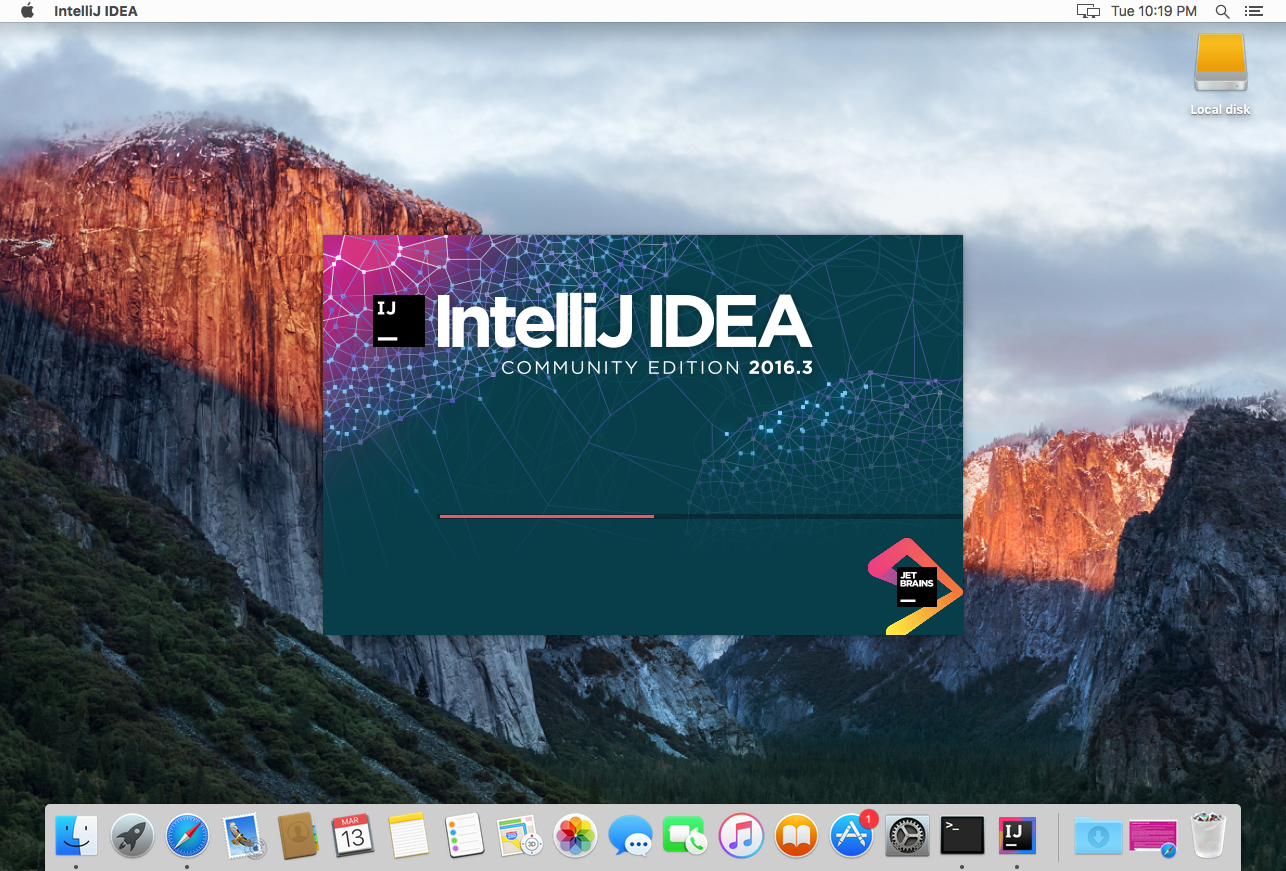 IntelliJ IDEA
Tue 10:19 PM
Local disk
IJ
IntelliJ IDEA
COMMUNITY EDITION 2016.3
JET
BRAINS
MAR
13
3D
1
>_
IJ